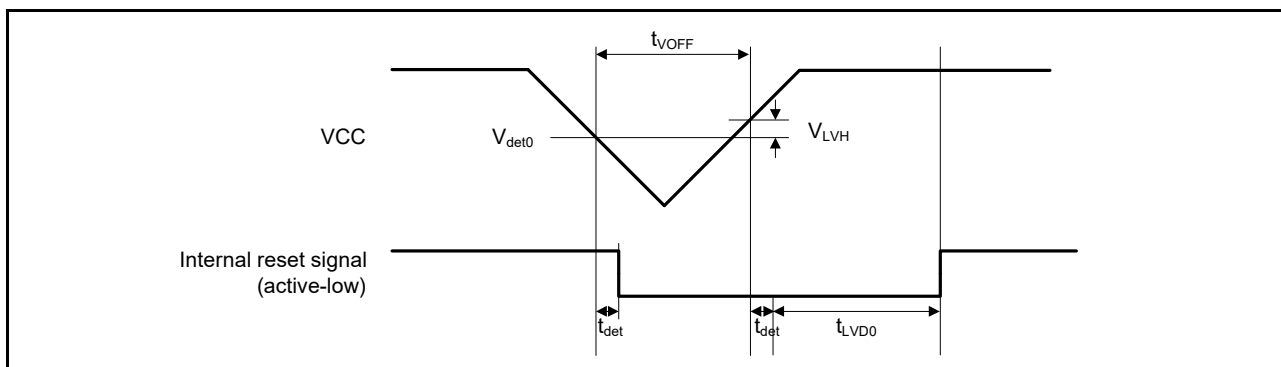 tVOFF
VCC
Vdet0
VLVH
Internal reset signal
(active-low)
tdet
tdet
tLVD0